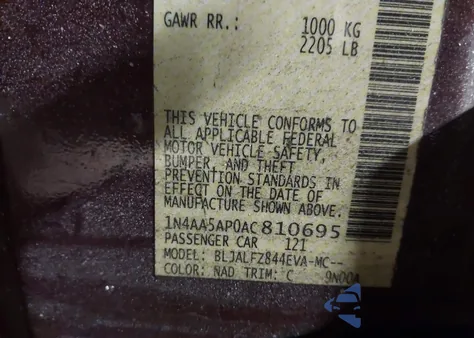 GAWR RR.: 1000 KG
2205 LB
THIS VEHICLE CONFORMS TO
ALL APPLICABLE FEDERAL
MOTOR VEHICLE SAFETY,
BUMPER, AND THEFT
PREVENTION STANDARDS IN
EFFECT ON THE DATE OF
MANUFACTURE SHOWN ABOVE.
1N4AA5AP0AC810695
PASSENGER CAR 121
MODEL: BLJALFZ844EVA-MC--
COLOR: NAD TRIM: C 9N00A